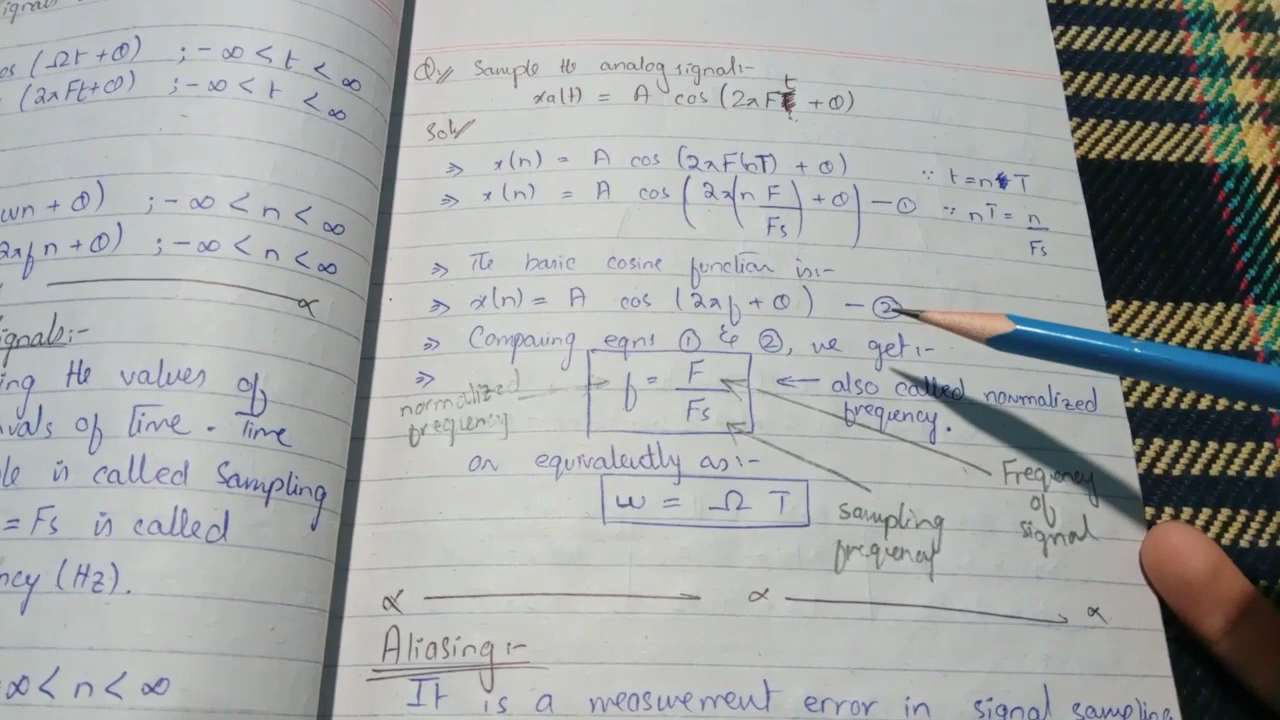 ignals
os (Ωt + θ) ; -∞ < t < ∞
(2πFt + θ) ; -∞ < t < ∞
ωn + θ) ; -∞ < n < ∞
2πfn + θ) ; -∞ < n < ∞
ignals:-
ing the values of
rvals of Time. Time
le is called Sampling
= Fs is called
ncy (Hz).
∞ < n < ∞
Q// Sample the analog signal:-
xa(t) = A cos (2πFt + θ)
Sol//
⇒ x(n) = A cos (2πF(nT) + θ) ∵ t = nT
⇒ x(n) = A cos (2π(n F/Fs) + θ) — ① ∵ nT = n/Fs
⇒ The basic cosine function is:-
⇒ x(n) = A cos (2πf + θ) — ②
⇒ Comparing eqns ① & ②, we get:-
⇒ f = F/Fs ← also called normalized
frequency.
normalized
frequency
or equivalently as:-
ω = Ω T
sampling
frequency
Frequency
of
signal
Aliasing:-
It is a measurement error in signal sampling